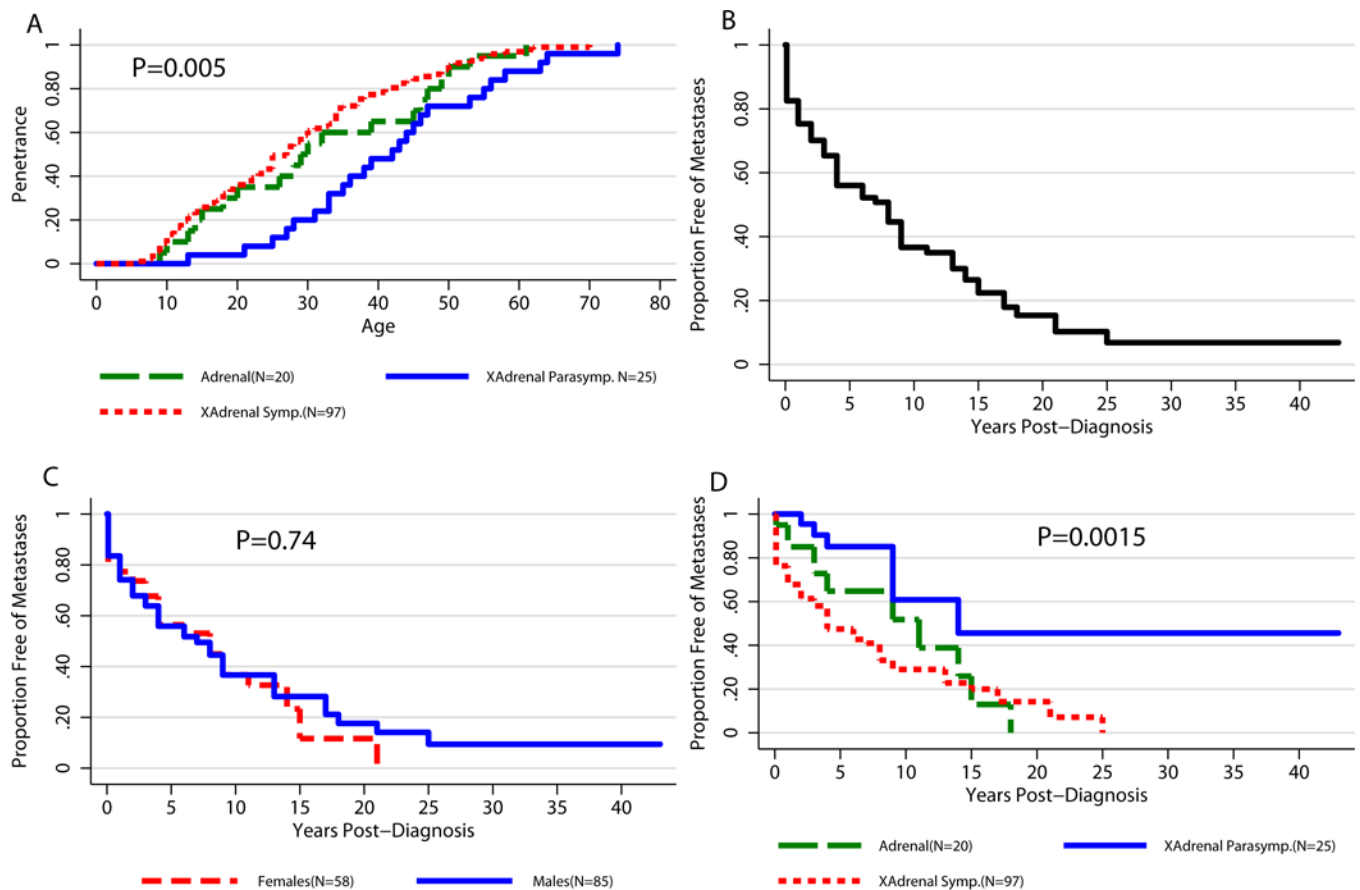 A
P=0.005
Penetrance
0 .20 .40 .60 .80 1
0 10 20 30 40 50 60 70 80
Age
Adrenal(N=20) XAdrenal Parasymp. N=25)
XAdrenal Symp.(N=97)
B
Proportion Free of Metastases
0 .20 .40 .60 0.80 1
0 5 10 15 20 25 30 35 40
Years Post−Diagnosis
C
P=0.74
Proportion Free of Metastases
0 .20 .40 .60 0.80 1
0 5 10 15 20 25 30 35 40
Years Post−Diagnosis
Females(N=58) Males(N=85)
D
P=0.0015
Proportion Free of Metastases
0 .20 .40 .60 0.80 1
0 5 10 15 20 25 30 35 40
Years Post−Diagnosis
Adrenal(N=20) XAdrenal Parasymp.(N=25)
XAdrenal Symp.(N=97)